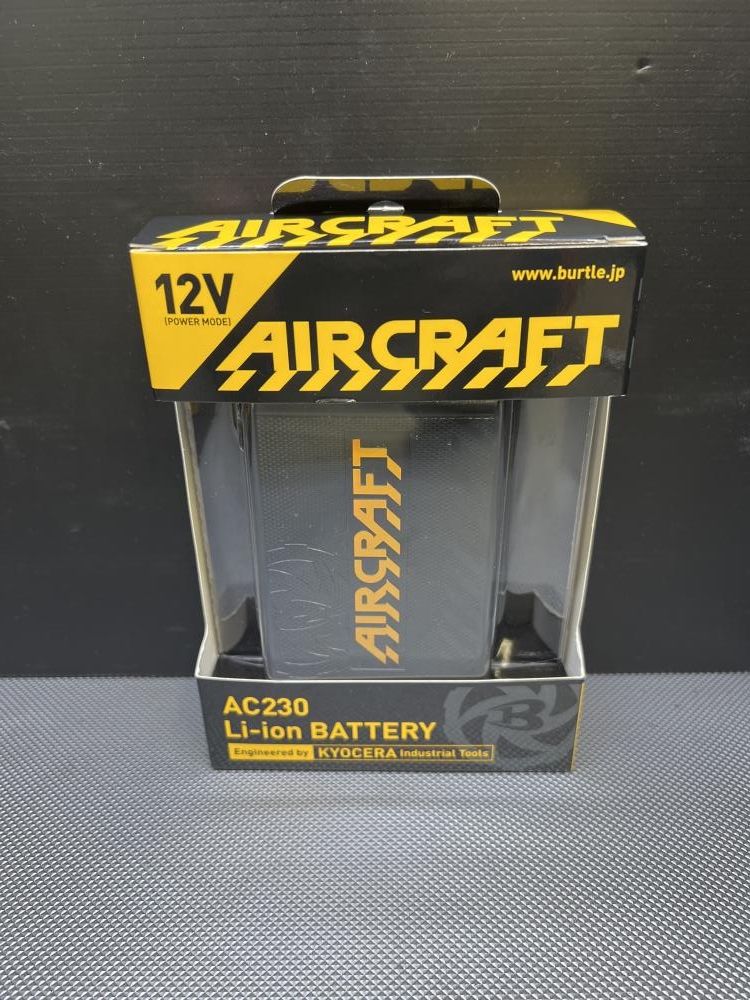 AIRCRAFT
12V
[POWER MODE]
www.burtle.jp
AIRCRAFT
AIRCRAFT
AC230
Li-ion BATTERY
B
Engineered by KYOCERA Industrial Tools